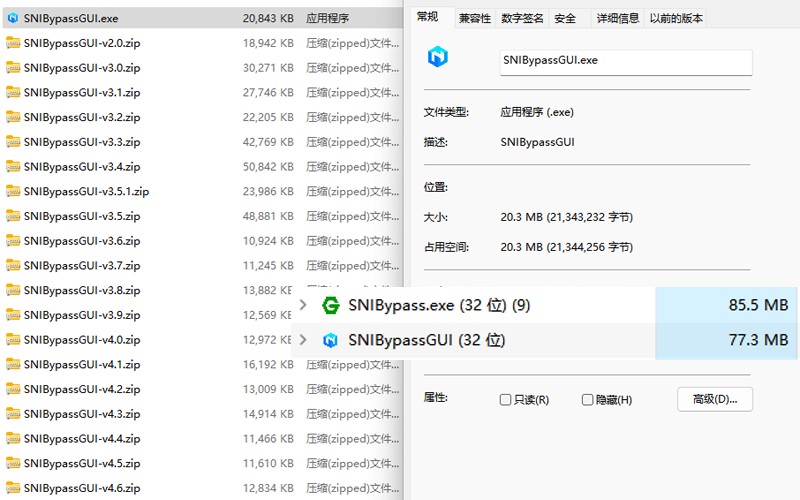 SNIBypassGUI.exe 20,843 KB 应用程序
SNIBypassGUI-v2.0.zip 18,942 KB 压缩(zipped)文件...
SNIBypassGUI-v3.0.zip 30,271 KB 压缩(zipped)文件...
SNIBypassGUI-v3.1.zip 27,746 KB 压缩(zipped)文件...
SNIBypassGUI-v3.2.zip 22,205 KB 压缩(zipped)文件...
SNIBypassGUI-v3.3.zip 42,769 KB 压缩(zipped)文件...
SNIBypassGUI-v3.4.zip 50,842 KB 压缩(zipped)文件...
SNIBypassGUI-v3.5.1.zip 23,986 KB 压缩(zipped)文件...
SNIBypassGUI-v3.5.zip 48,881 KB 压缩(zipped)文件...
SNIBypassGUI-v3.6.zip 10,924 KB 压缩(zipped)文件...
SNIBypassGUI-v3.7.zip 11,245 KB 压缩(zipped)文件...
SNIBypassGUI-v3.8.zip 13,882
SNIBypassGUI-v3.9.zip 12,569
SNIBypassGUI-v4.0.zip 12,972
SNIBypassGUI-v4.1.zip 16,192 KB 压缩(zipped)文件...
SNIBypassGUI-v4.2.zip 13,009 KB 压缩(zipped)文件...
SNIBypassGUI-v4.3.zip 14,914 KB 压缩(zipped)文件...
SNIBypassGUI-v4.4.zip 11,466 KB 压缩(zipped)文件...
SNIBypassGUI-v4.5.zip 11,610 KB 压缩(zipped)文件...
SNIBypassGUI-v4.6.zip 12,834 KB 压缩(zipped)文件...
常规 兼容性 数字签名 安全 详细信息 以前的版本
SNIBypassGUI.exe
文件类型: 应用程序 (.exe)
描述: SNIBypassGUI
位置:
大小: 20.3 MB (21,343,232 字节)
占用空间: 20.3 MB (21,344,256 字节)
SNIBypass.exe (32 位) (9) 85.5 MB
SNIBypassGUI (32 位) 77.3 MB
属性: 只读(R) 隐藏(H) 高级(D)...